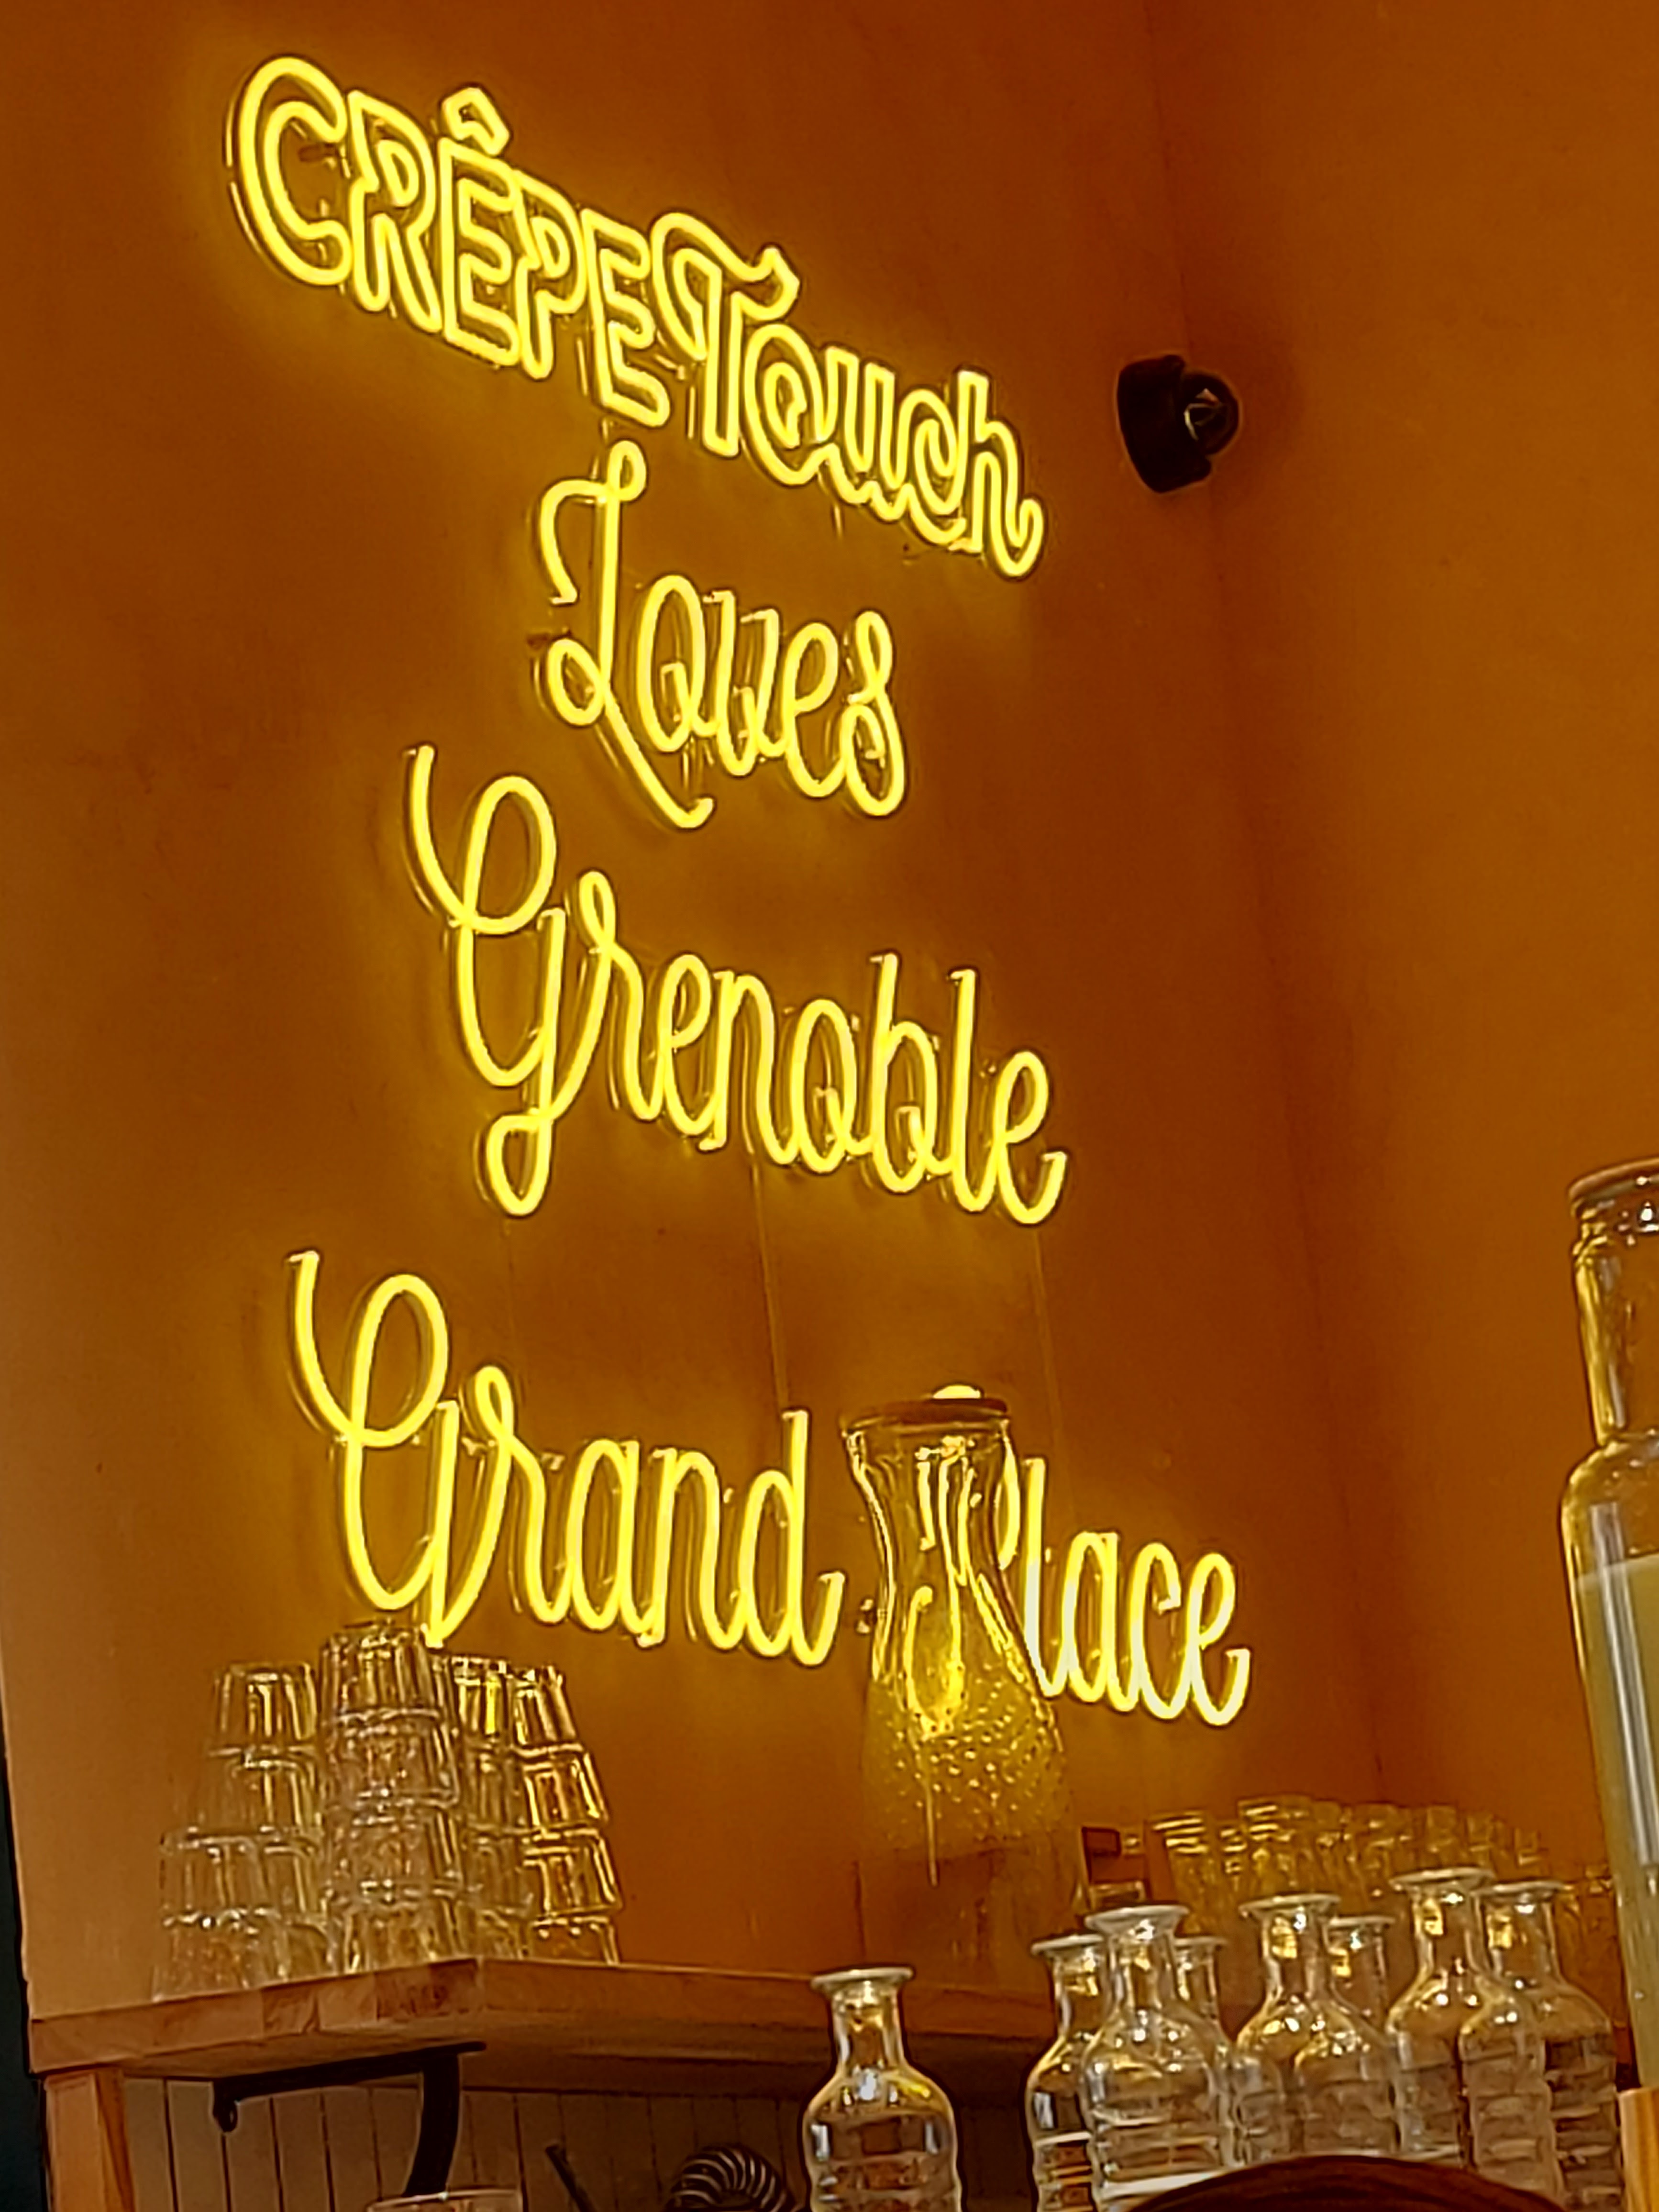 CRÊPE Touch
Loves
Grenoble
Grand Place